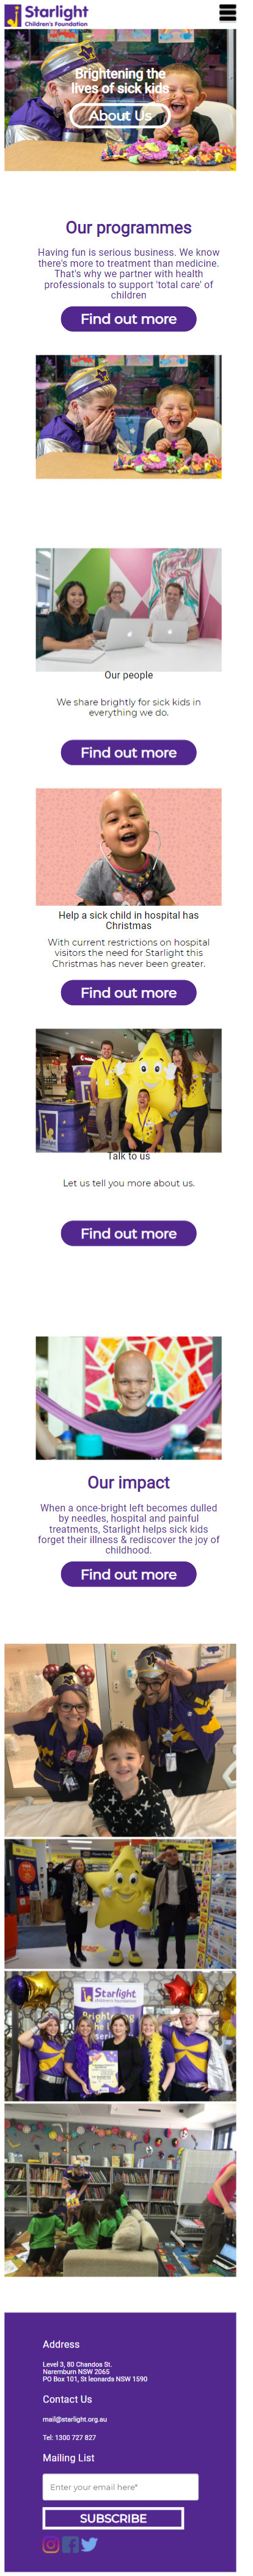 Starlight
Children's Foundation
Brightening the
lives of sick kids
About Us
Our programmes
Having fun is serious business. We know
there's more to treatment than medicine.
That's why we partner with health
professionals to support 'total care' of
children
Find out more
Our people
We share brightly for sick kids in
everything we do.
Find out more
Help a sick child in hospital has
Christmas
With current restrictions on hospital
visitors the need for Starlight this
Christmas has never been greater.
Find out more
Talk to us
Let us tell you more about us.
Find out more
Our impact
When a once-bright left becomes dulled
by needles, hospital and painful
treatments, Starlight helps sick kids
forget their illness & rediscover the joy of
childhood.
Find out more
Starlight
children's foundation
Address
Level 3, 80 Chandos St.
Naremburn NSW 2065
PO Box 101, St leonards NSW 1590
Contact Us
mail@starlight.org.au
Tel: 1300 727 827
Mailing List
Enter your email here*
SUBSCRIBE